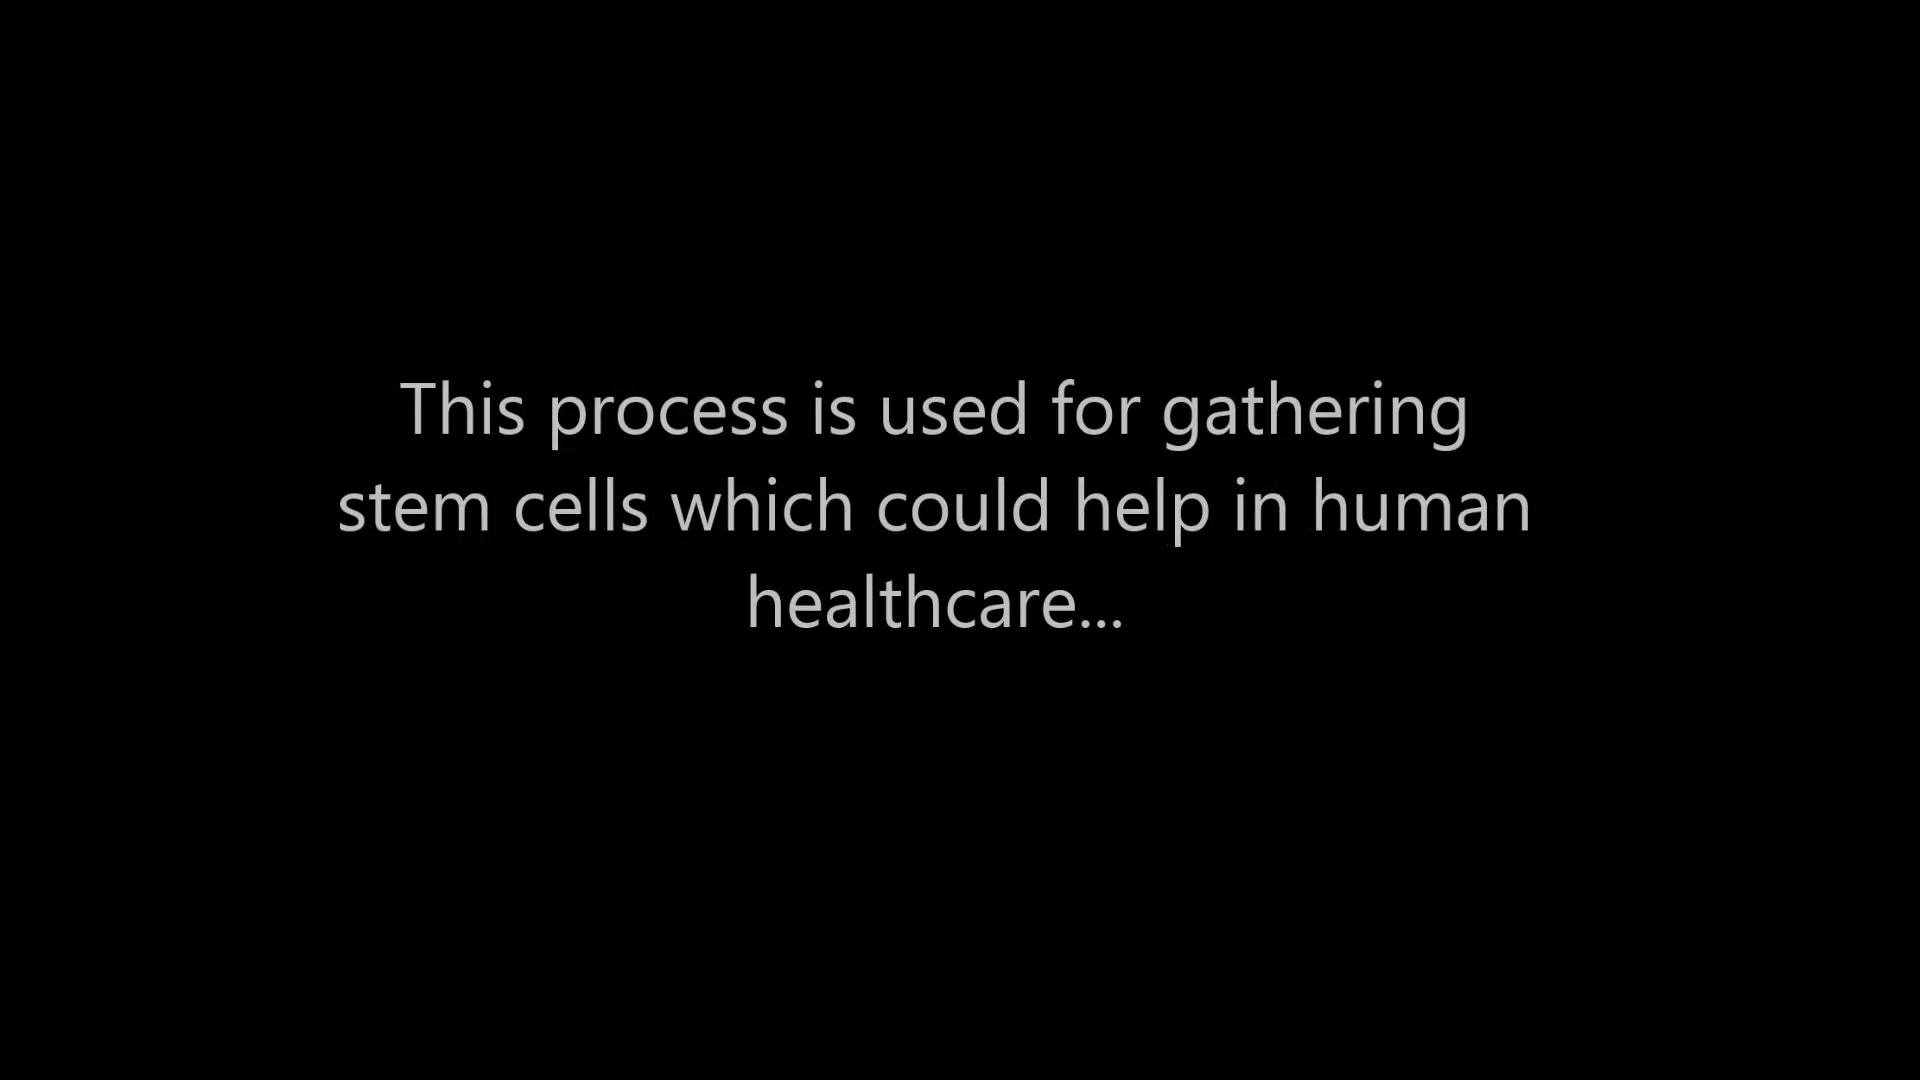 This process is used for gathering
stem cells which could help in human
healthcare...